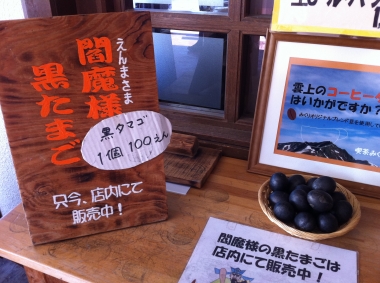 えんまさま
閻魔様
黒たまご
黒タマゴ
1個100えん
只今、店内にて
販売中!
雲上のコーヒー
はいかがですか?
閻魔様の黒たまごは
店内にて販売中!